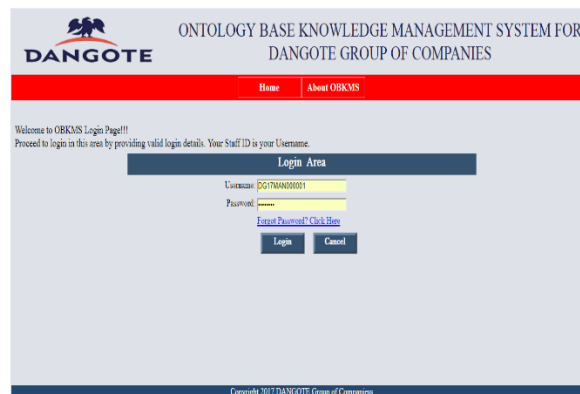 ONTOLOGY BASE KNOWLEDGE MANAGEMENT SYSTEM FOR
DANGOTE GROUP OF COMPANIES
DANGOTE
Home About OBKMS
Welcome to OBKMS Login Page!!!
Proceed to login in this area by providing valid login details. Your Staff ID is your Username.
Login Area
Username: DG17MAN000001
Password: ••••••••
Forgot Password? Click Here
Login Cancel
Copyright 2017 DANGOTE Group of Companiess